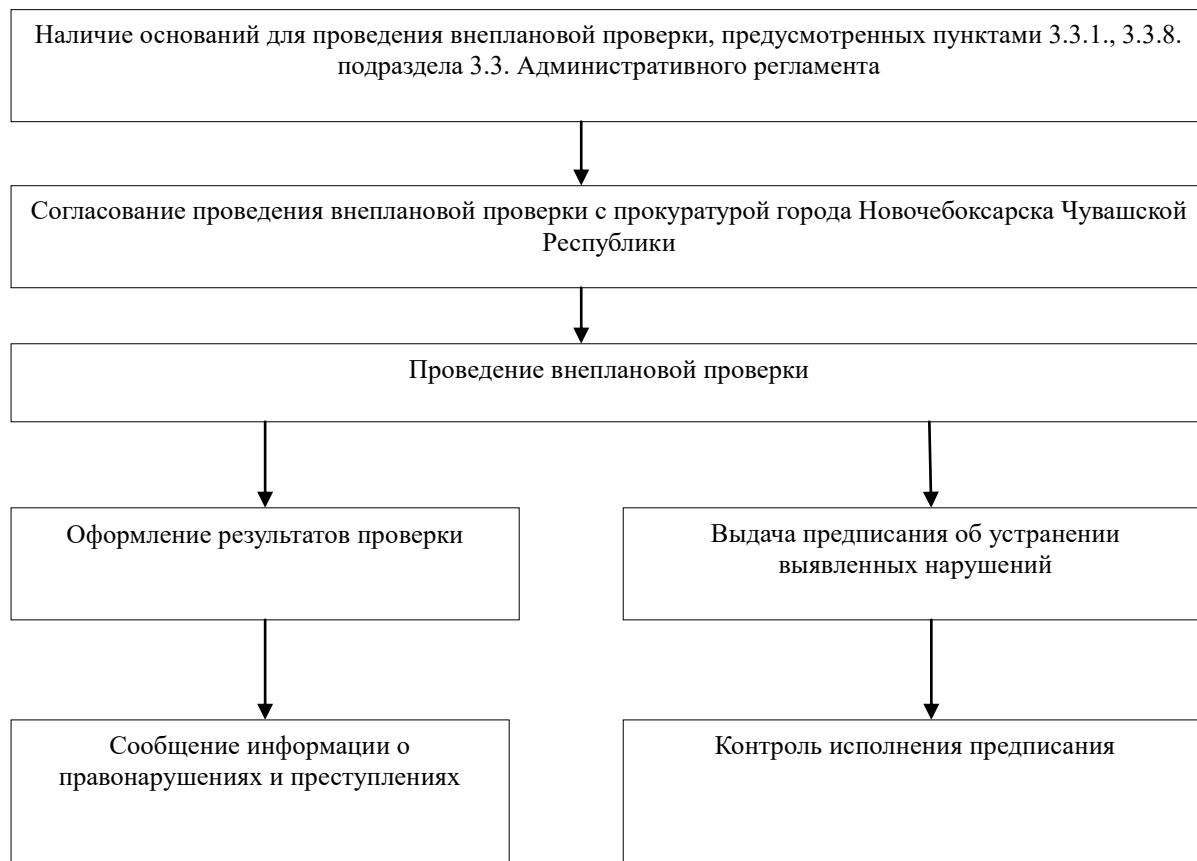 Наличие оснований для проведения внеплановой проверки, предусмотренных пунктами 3.3.1., 3.3.8.
подраздела 3.3. Административного регламента
Согласование проведения внеплановой проверки с прокуратурой города Новочебоксарска Чувашской
Республики
Проведение внеплановой проверки
Оформление результатов проверки
Выдача предписания об устранении
выявленных нарушений
Сообщение информации о
правонарушениях и преступлениях
Контроль исполнения предписания